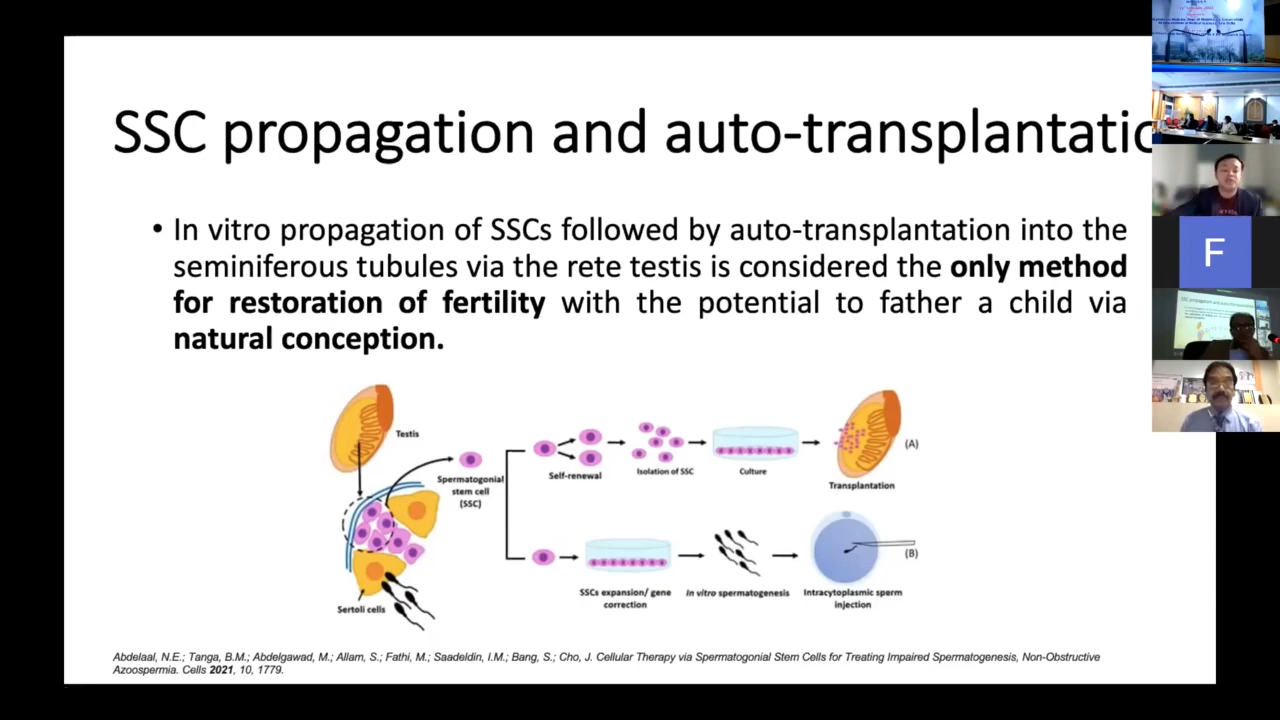 SSC propagation and auto-transplantatio
• In vitro propagation of SSCs followed by auto-transplantation into the
seminiferous tubules via the rete testis is considered the only method
for restoration of fertility with the potential to father a child via
natural conception.
Testis
Spermatogonial
stem cell
(SSC)
Sertoli cells
Self-renewal
Isolation of SSC
Culture
Transplantation
(A)
SSCs expansion/ gene
correction
In vitro spermatogenesis
Intracytoplasmic sperm
injection
(B)
Abdelaal, N.E.; Tanga, B.M.; Abdelgawad, M.; Allam, S.; Fathi, M.; Saadeldin, I.M.; Bang, S.; Cho, J. Cellular Therapy via Spermatogonial Stem Cells for Treating Impaired Spermatogenesis, Non-Obstructive
Azoospermia. Cells 2021, 10, 1779.
F